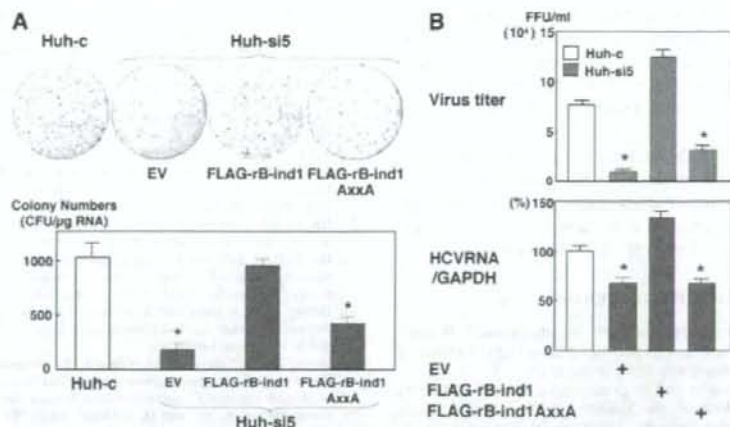 A
Huh-c
Huh-si5
EV
FLAG-rB-ind1
FLAG-rB-ind1
AxxA
Colony Numbers
(CFU/µg RNA)
1000
500
0
Huh-c
EV
FLAG-rB-ind1
FLAG-rB-ind1
AxxA
Huh-si5
*
*
B
FFU/ml
(10⁴)
15
10
5
0
Huh-c
Huh-si5
Virus titer
*
*
(%)
150
100
50
0
HCVRNA
/GAPDH
*
*
EV +
FLAG-rB-ind1 +
FLAG-rB-ind1AxxA +